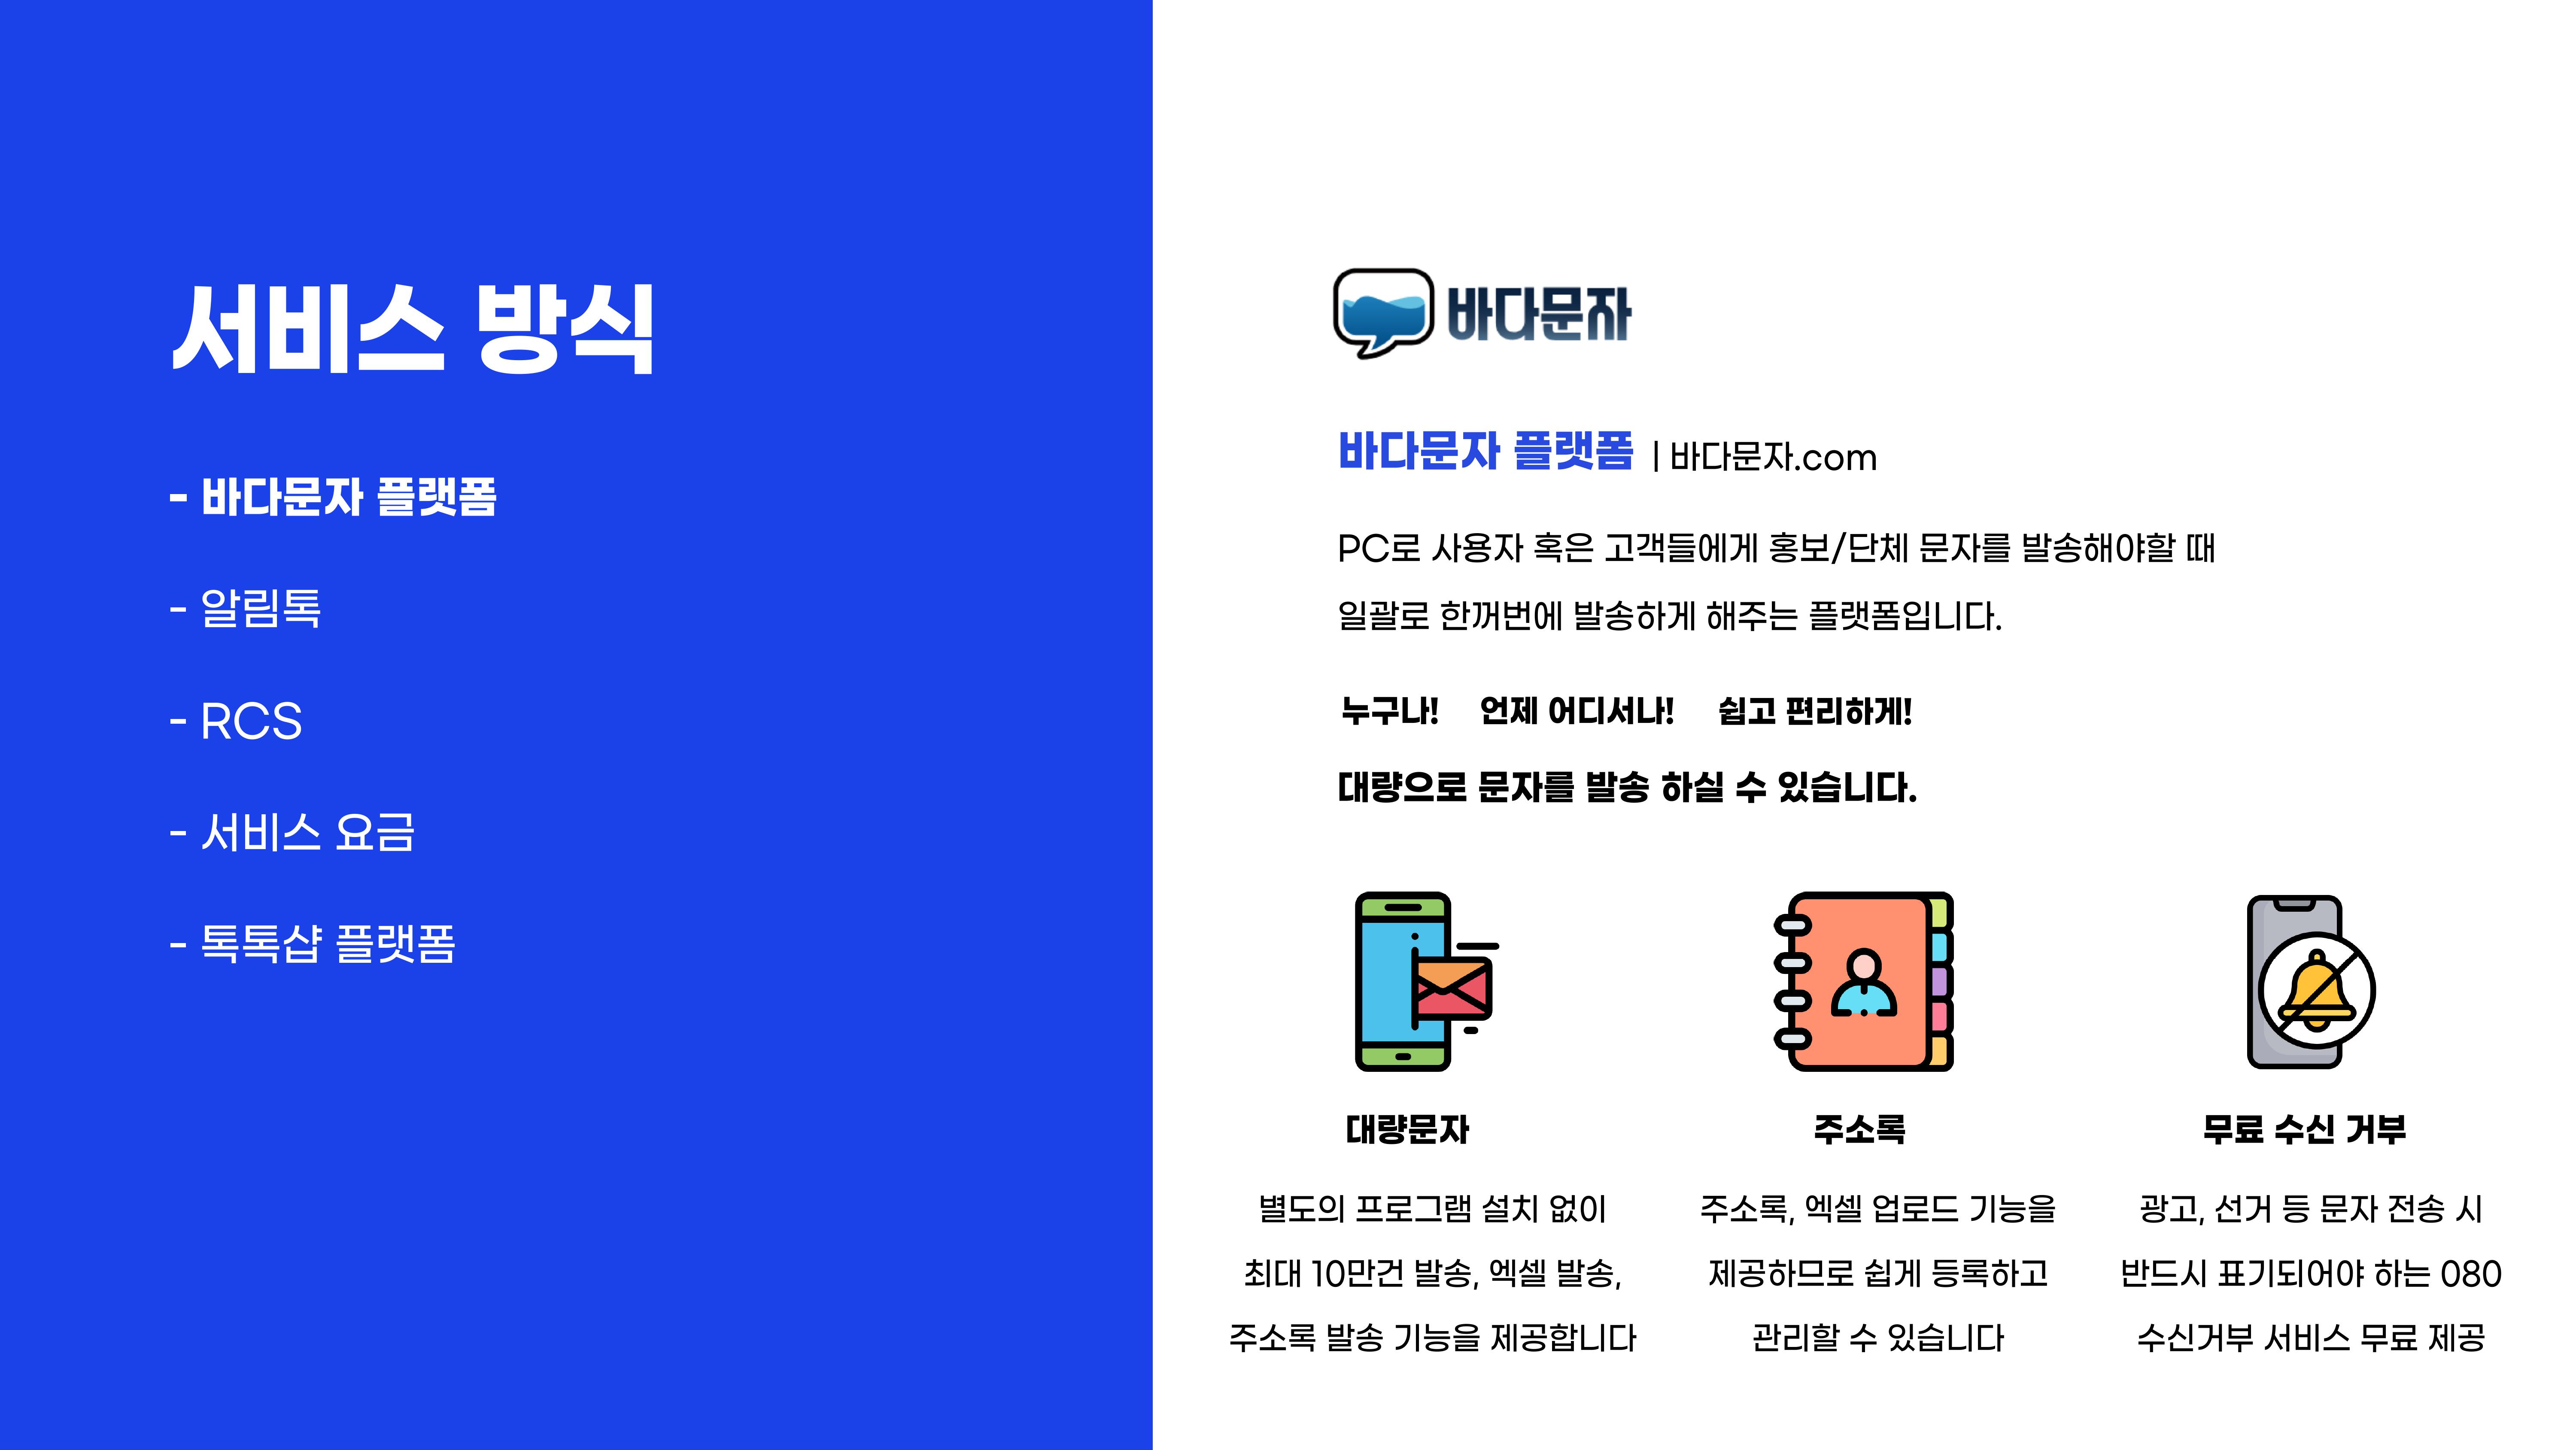 서비스 방식
- 바다문자 플랫폼
- 알림톡
- RCS
- 서비스 요금
- 톡톡샵 플랫폼
바다문자
바다문자 플랫폼 | 바다문자.com
PC로 사용자 혹은 고객들에게 홍보/단체 문자를 발송해야할 때
일괄로 한꺼번에 발송하게 해주는 플랫폼입니다.
누구나! 언제 어디서나! 쉽고 편리하게!
대량으로 문자를 발송 하실 수 있습니다.
대량문자
별도의 프로그램 설치 없이
최대 10만건 발송, 엑셀 발송,
주소록 발송 기능을 제공합니다
주소록
주소록, 엑셀 업로드 기능을
제공하므로 쉽게 등록하고
관리할 수 있습니다
무료 수신 거부
광고, 선거 등 문자 전송 시
반드시 표기되어야 하는 080
수신거부 서비스 무료 제공